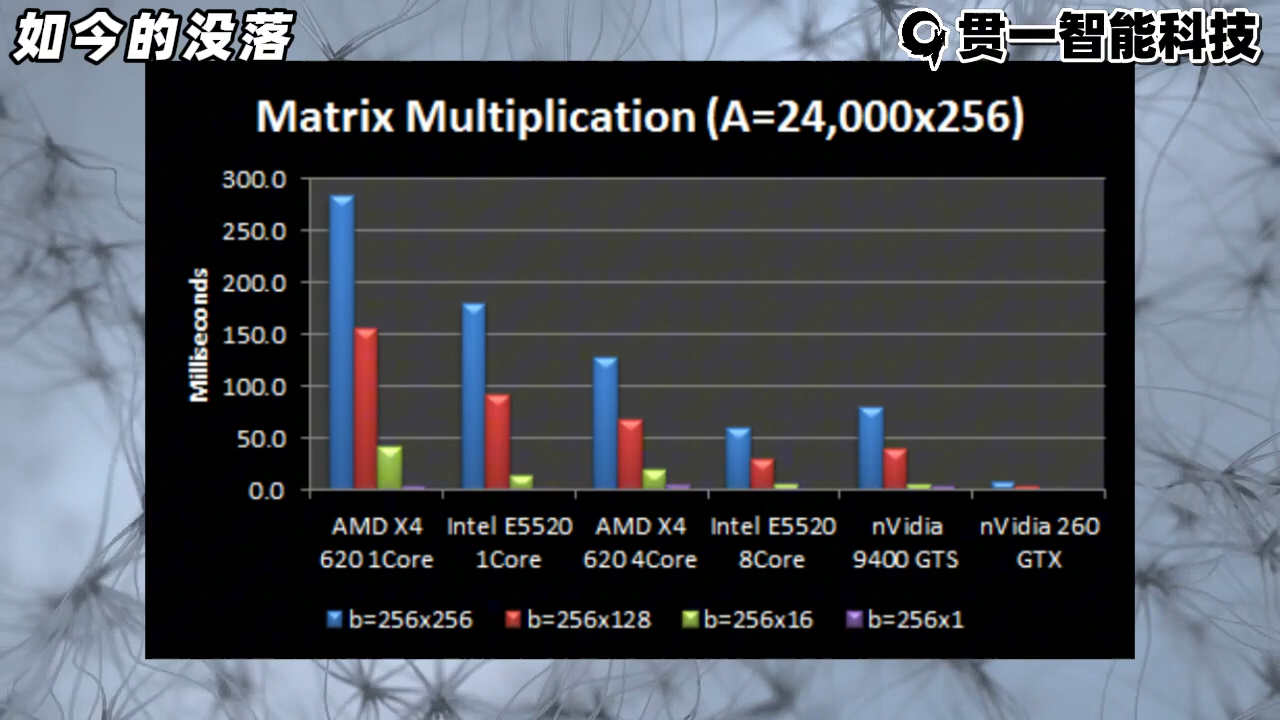 如今的没落
贯一智能科技
Matrix Multiplication (A=24,000x256)
300.0
250.0
200.0
150.0
100.0
50.0
0.0
Milliseconds
AMD X4 620 1Core
Intel E5520 1Core
AMD X4 620 4Core
Intel E5520 8Core
nVidia 9400 GTS
nVidia 260 GTX
b=256x256
b=256x128
b=256x16
b=256x1